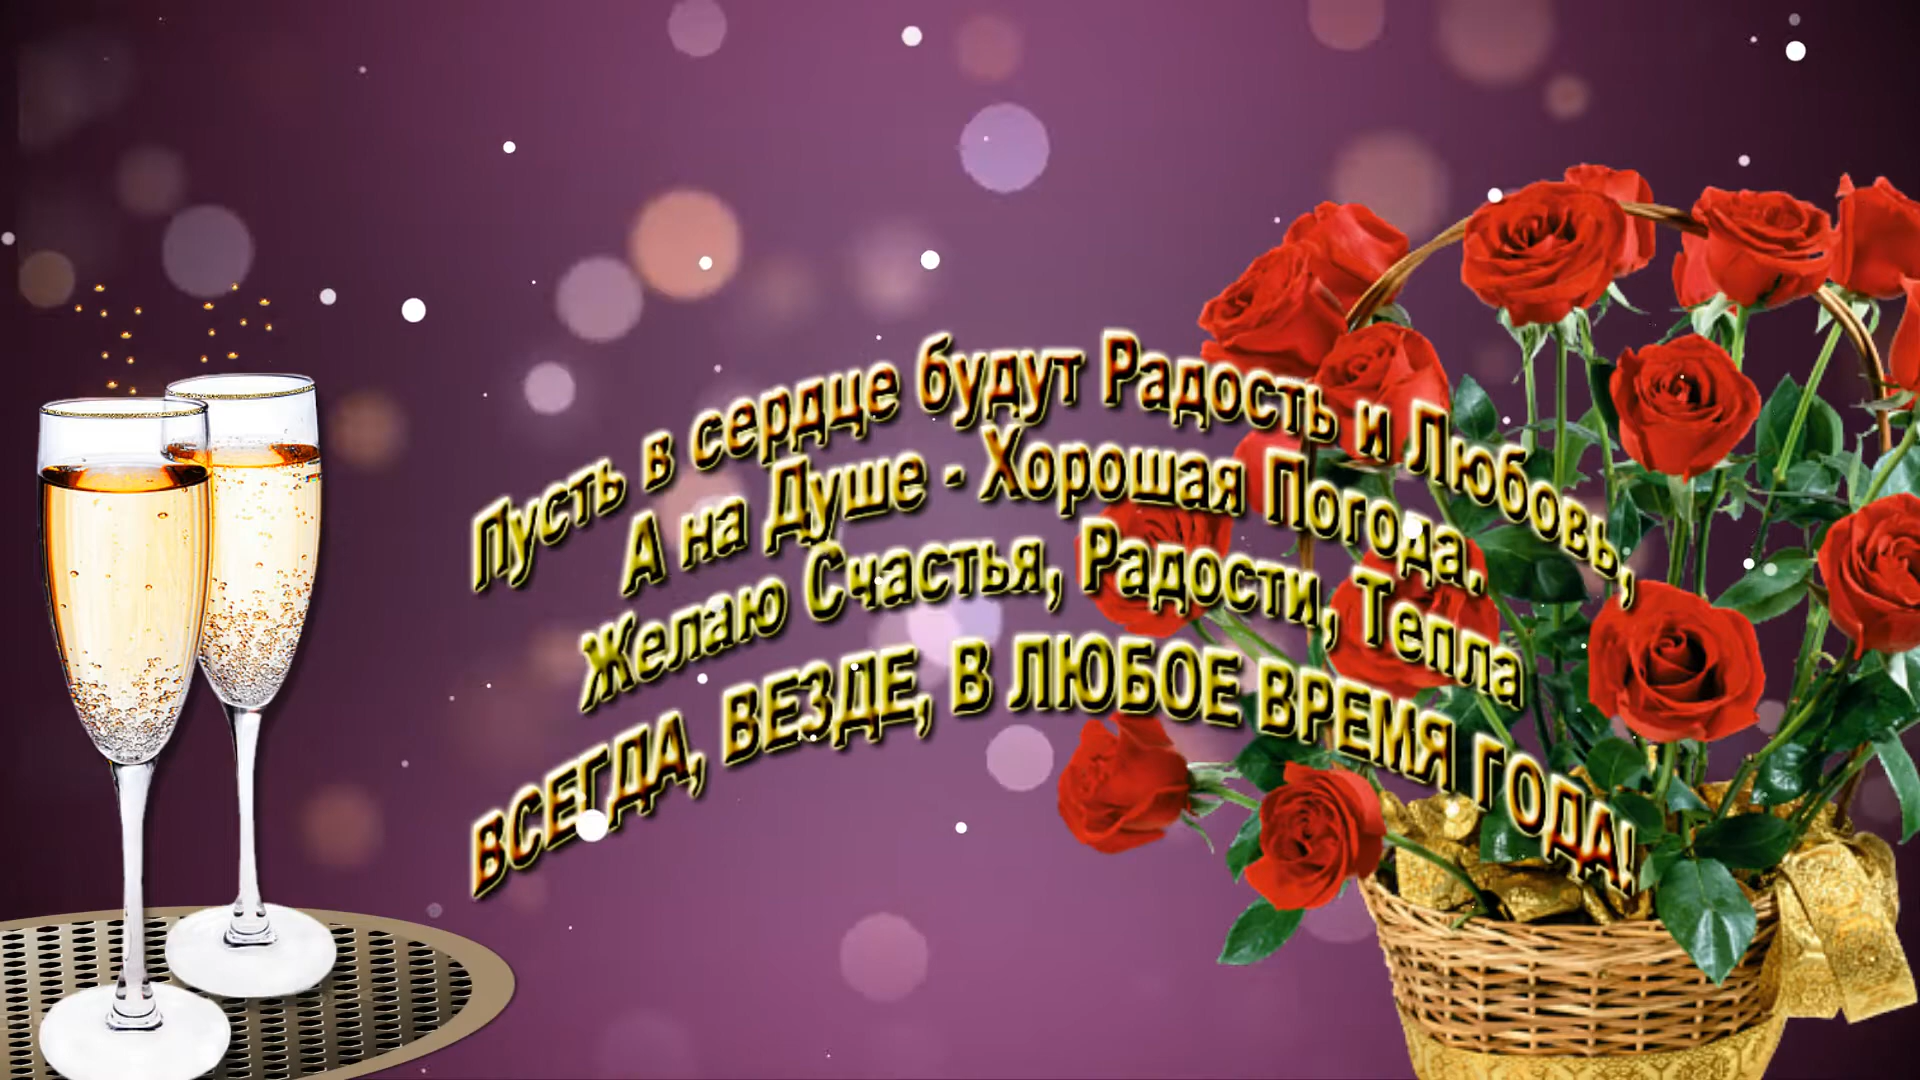 Пусть в сердце будут Радость и Любовь,
А на Душе - Хорошая Погода.
Желаю Счастья, Радости, Тепла
ВСЕГДА, ВЕЗДЕ, В ЛЮБОЕ ВРЕМЯ ГОДА!